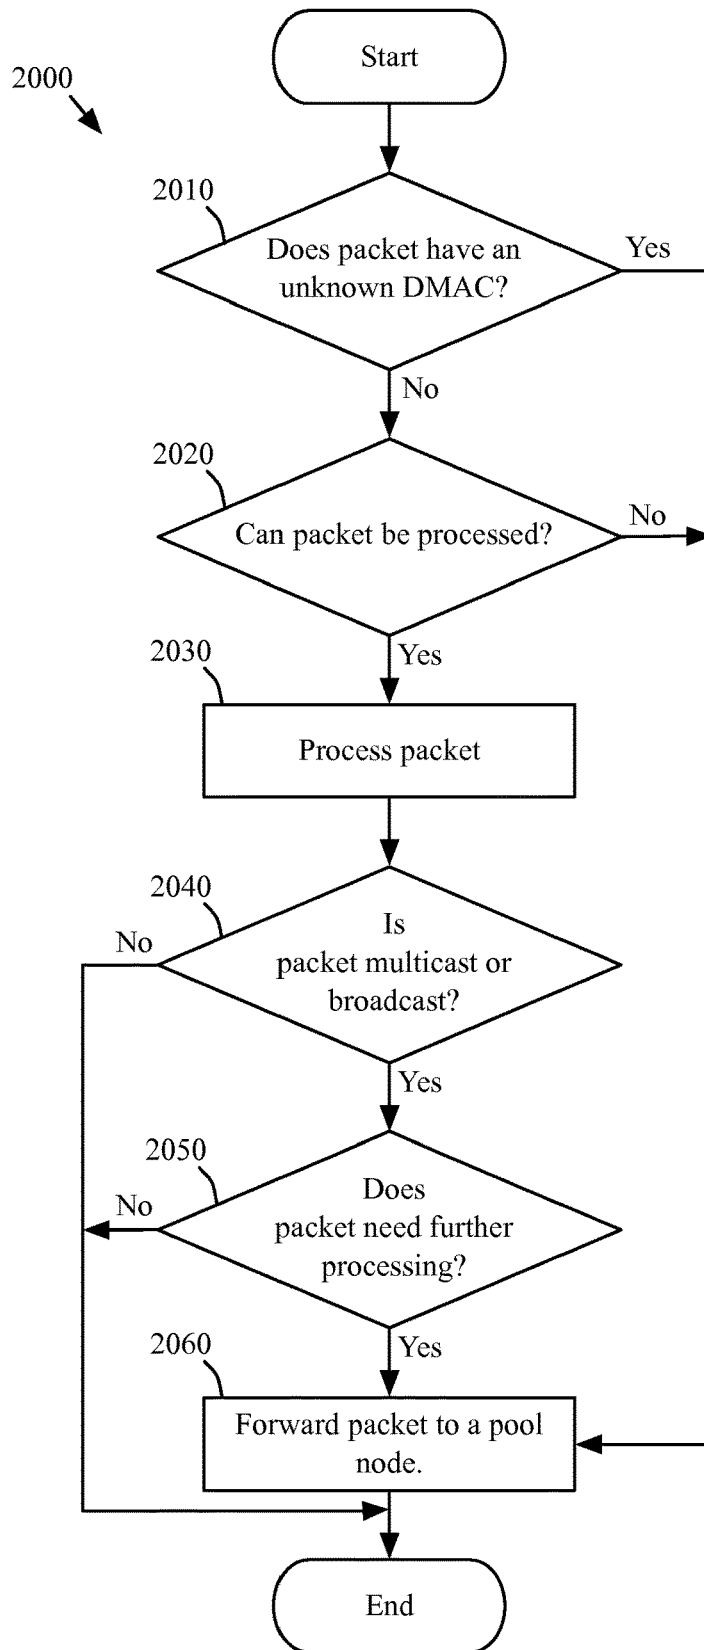 Start
2000
2010
Does packet have an
unknown DMAC?
Yes
No
2020
Can packet be processed?
No
Yes
2030
Process packet
2040
Is
packet multicast or
broadcast?
No
Yes
2050
Does
packet need further
processing?
No
Yes
2060
Forward packet to a pool
node.
End